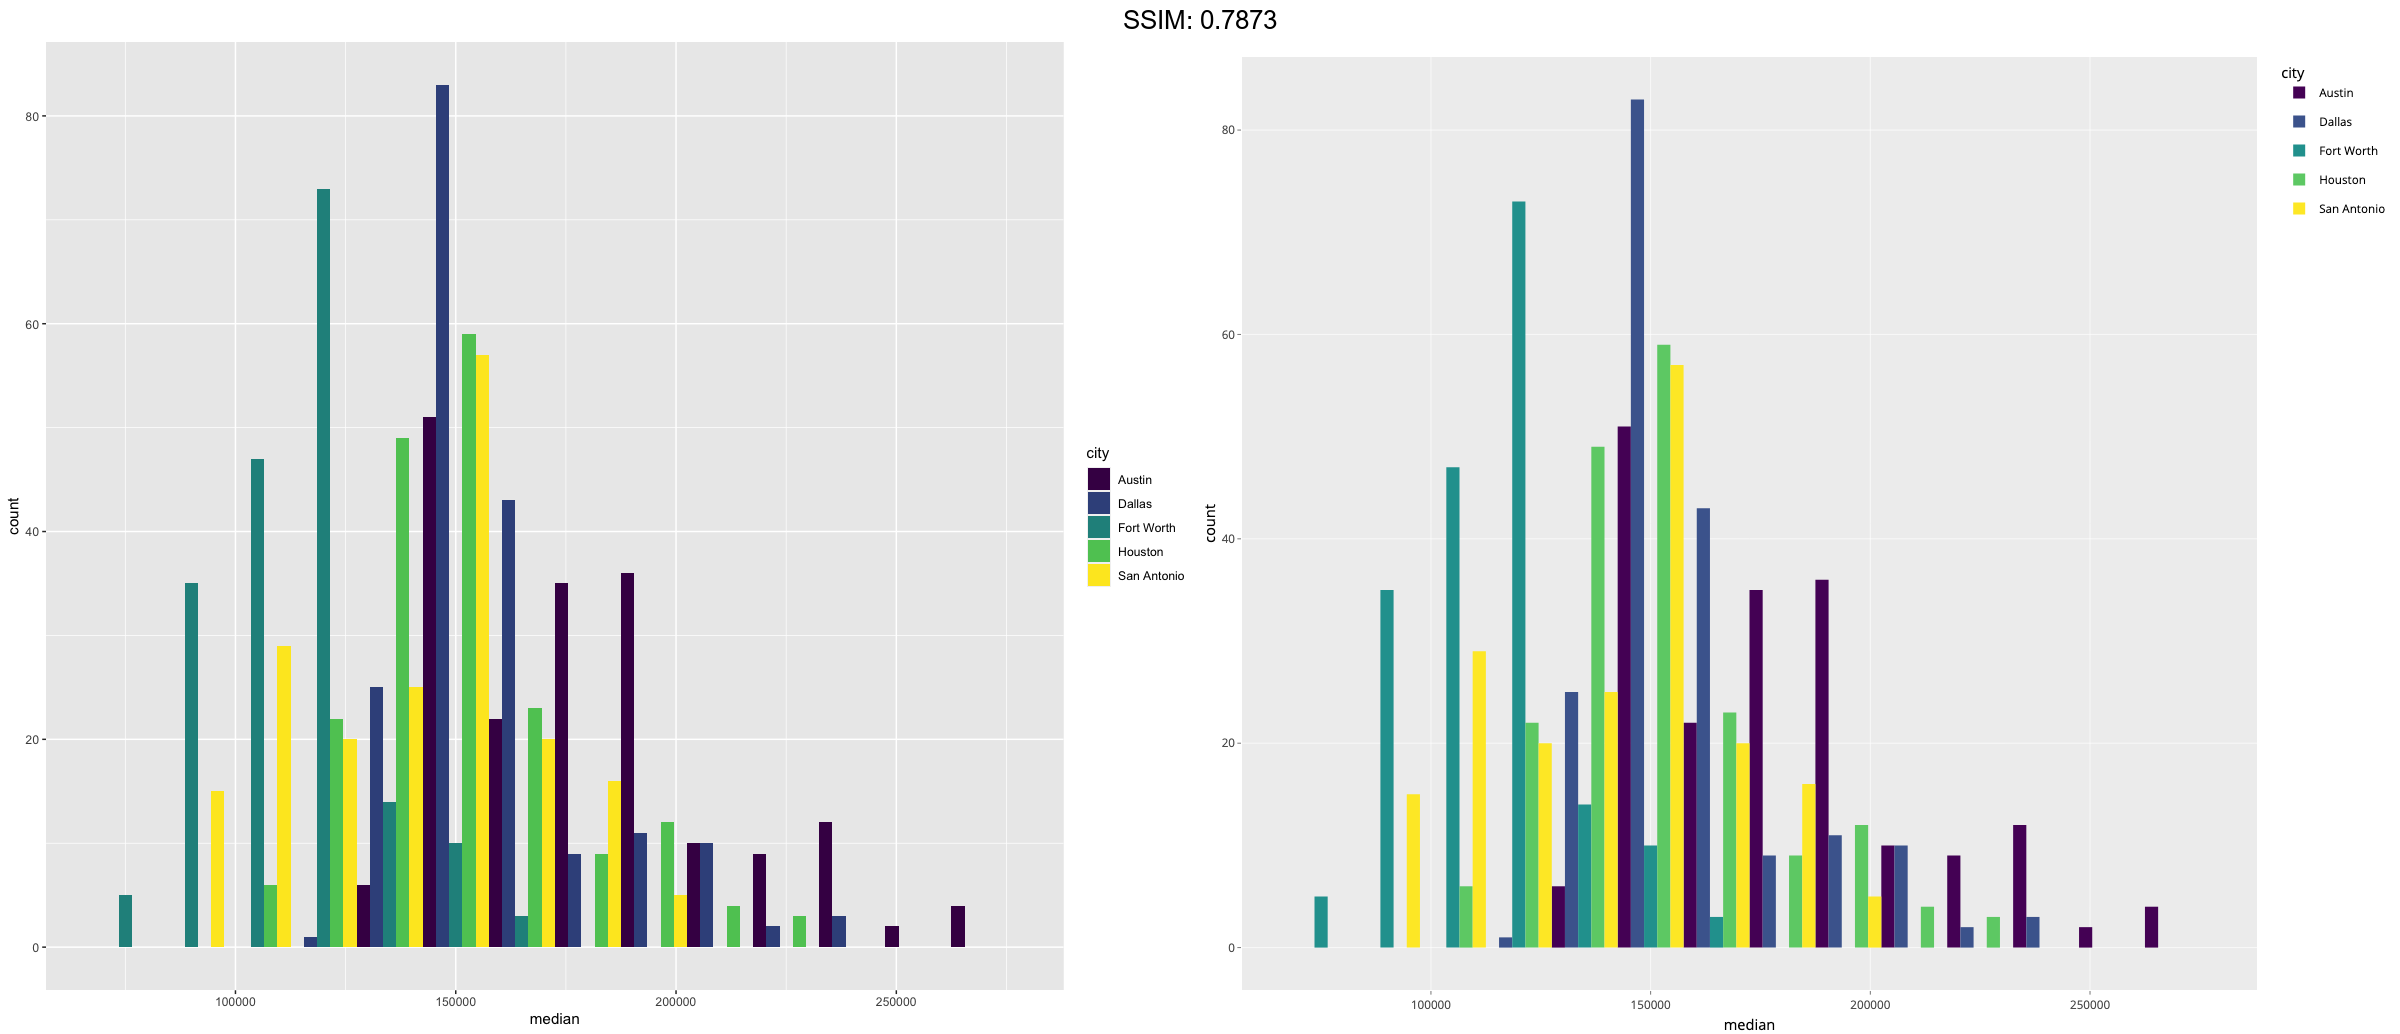 SSIM: 0.7873
80
60
40
20
0
count
100000 150000 200000 250000
median
city
Austin
Dallas
Fort Worth
Houston
San Antonio
80
60
40
20
0
count
100000 150000 200000 250000
median
city
Austin
Dallas
Fort Worth
Houston
San Antonio